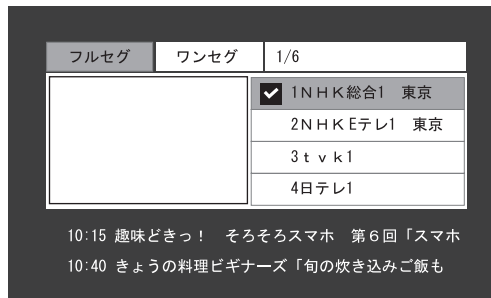 フルセグ ワンセグ 1/6
1NHK総合1 東京
2NHKEテレ1 東京
3tvk1
4日テレ1
10:15 趣味どきっ! そろそろスマホ 第6回「スマホ
10:40 きょうの料理ビギナーズ「旬の炊き込みご飯も